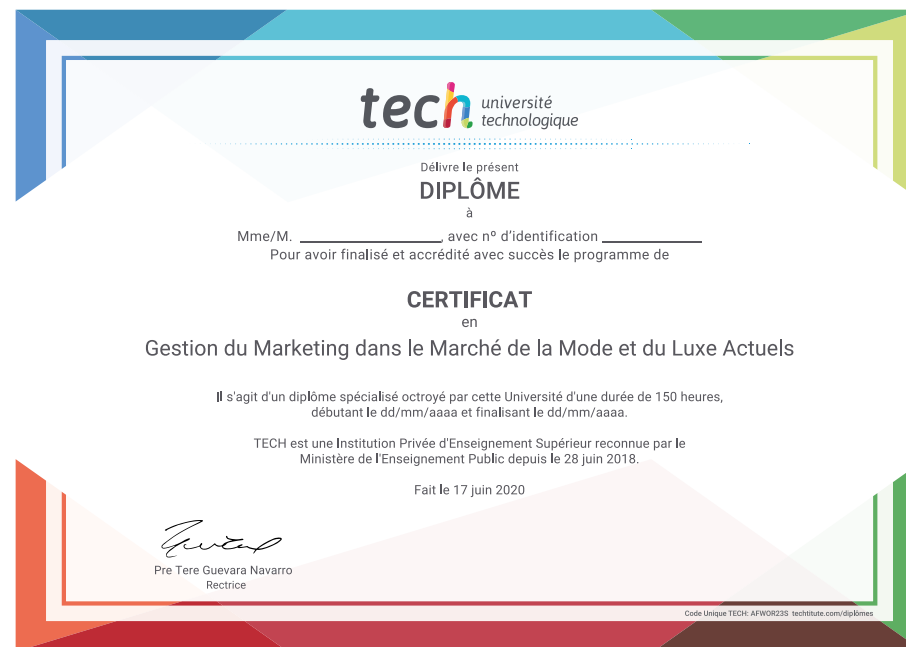 tech université
technologique
Délivre le présent
DIPLÔME
à
Mme/M. ____________________, avec nº d'identification ______________
Pour avoir finalisé et accrédité avec succès le programme de
CERTIFICAT
en
Gestion du Marketing dans le Marché de la Mode et du Luxe Actuels
Il s'agit d'un diplôme spécialisé octroyé par cette Université d'une durée de 150 heures,
débutant le dd/mm/aaaa et finalisant le dd/mm/aaaa.
TECH est une Institution Privée d'Enseignement Supérieur reconnue par le
Ministère de l'Enseignement Public depuis le 28 juin 2018.
Fait le 17 juin 2020
Pre Tere Guevara Navarro
Rectrice
Code Unique TECH: AFWOR23S techtitute.com/diplômes